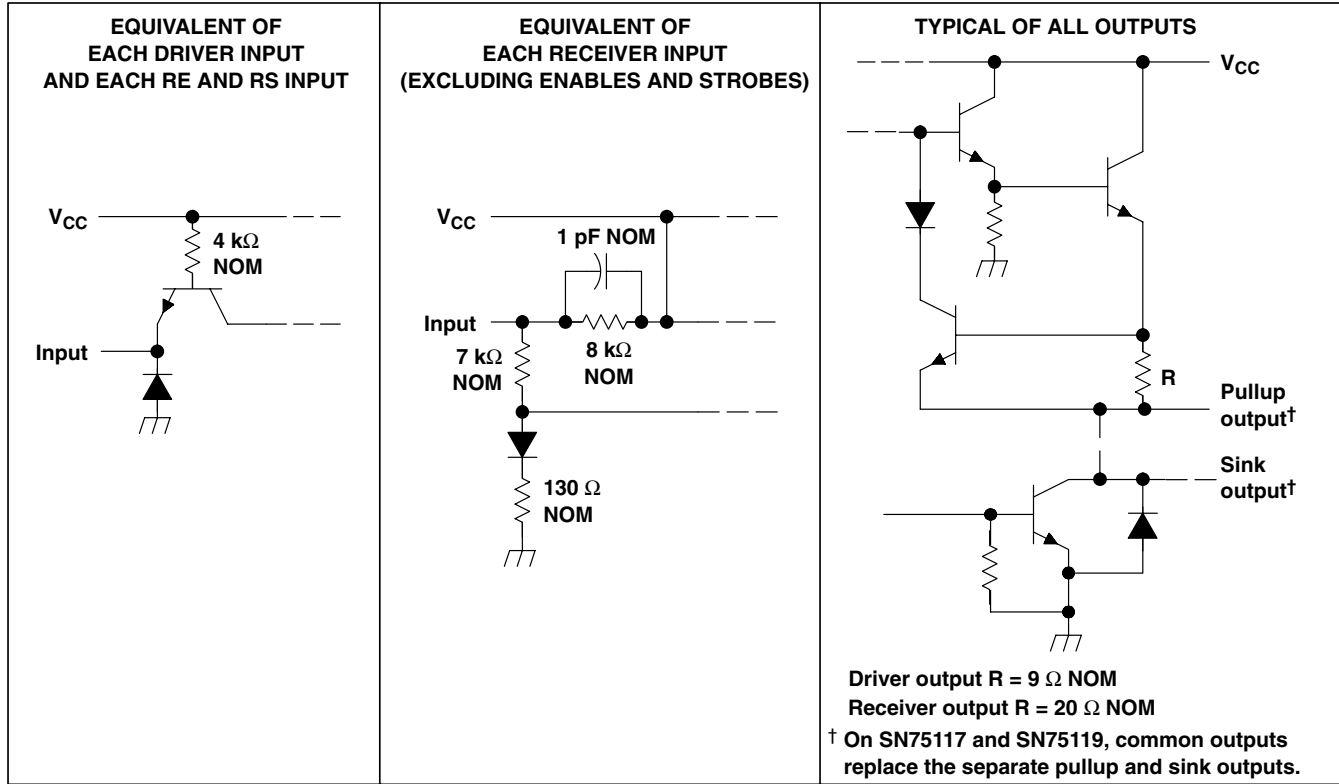 EQUIVALENT OF
EACH DRIVER INPUT
AND EACH RE AND RS INPUT
VCC
4 kΩ
NOM
Input
EQUIVALENT OF
EACH RECEIVER INPUT
(EXCLUDING ENABLES AND STROBES)
VCC
1 pF NOM
Input
7 kΩ
NOM
8 kΩ
NOM
130 Ω
NOM
TYPICAL OF ALL OUTPUTS
VCC
R
Pullup
output†
Sink
output†
Driver output R = 9 Ω NOM
Receiver output R = 20 Ω NOM
† On SN75117 and SN75119, common outputs
replace the separate pullup and sink outputs.